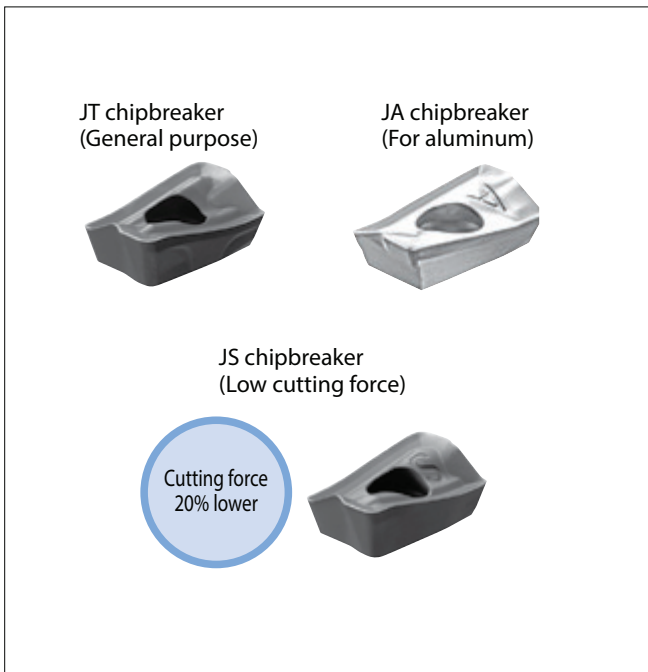 JT chipbreaker
(General purpose)
JA chipbreaker
(For aluminum)
JS chipbreaker
(Low cutting force)
Cutting force
20% lower